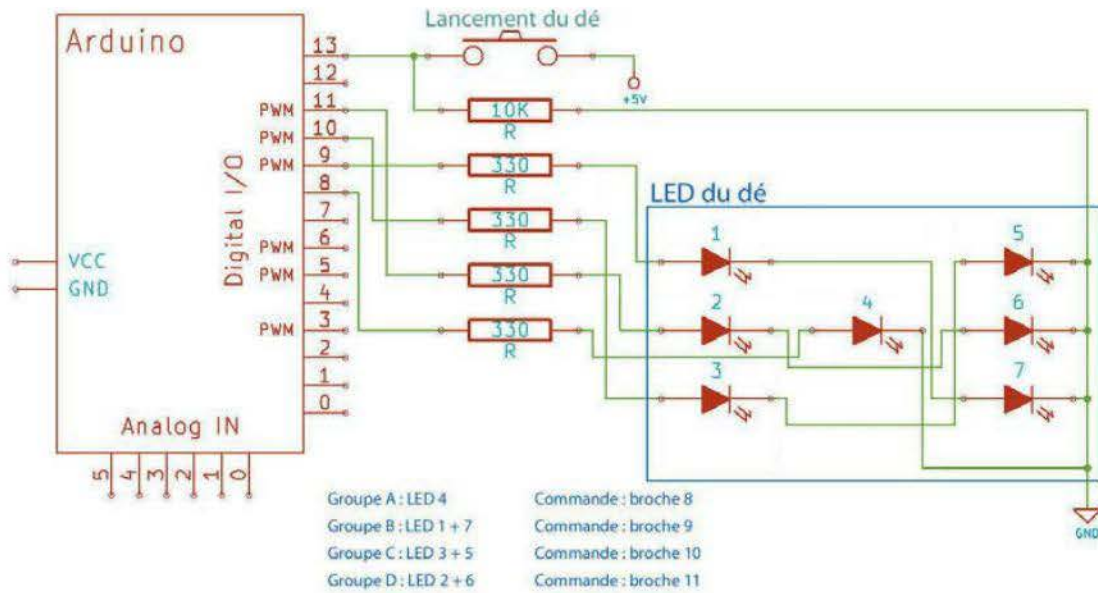 Lancement du dé
Arduino
13
12
PWM 11
PWM 10
PWM 9
8
7
PWM 6
PWM 5
4
PWM 3
2
1
0
Digital I/O
VCC
GND
Analog IN
5 4 3 2 1 0
+5V
10K
R
330
R
330
R
330
R
330
R
LED du dé
1
5
2
4
6
3
7
GND
Groupe A : LED 4 Commande : broche 8
Groupe B : LED 1 + 7 Commande : broche 9
Groupe C : LED 3 + 5 Commande : broche 10
Groupe D : LED 2 + 6 Commande : broche 11